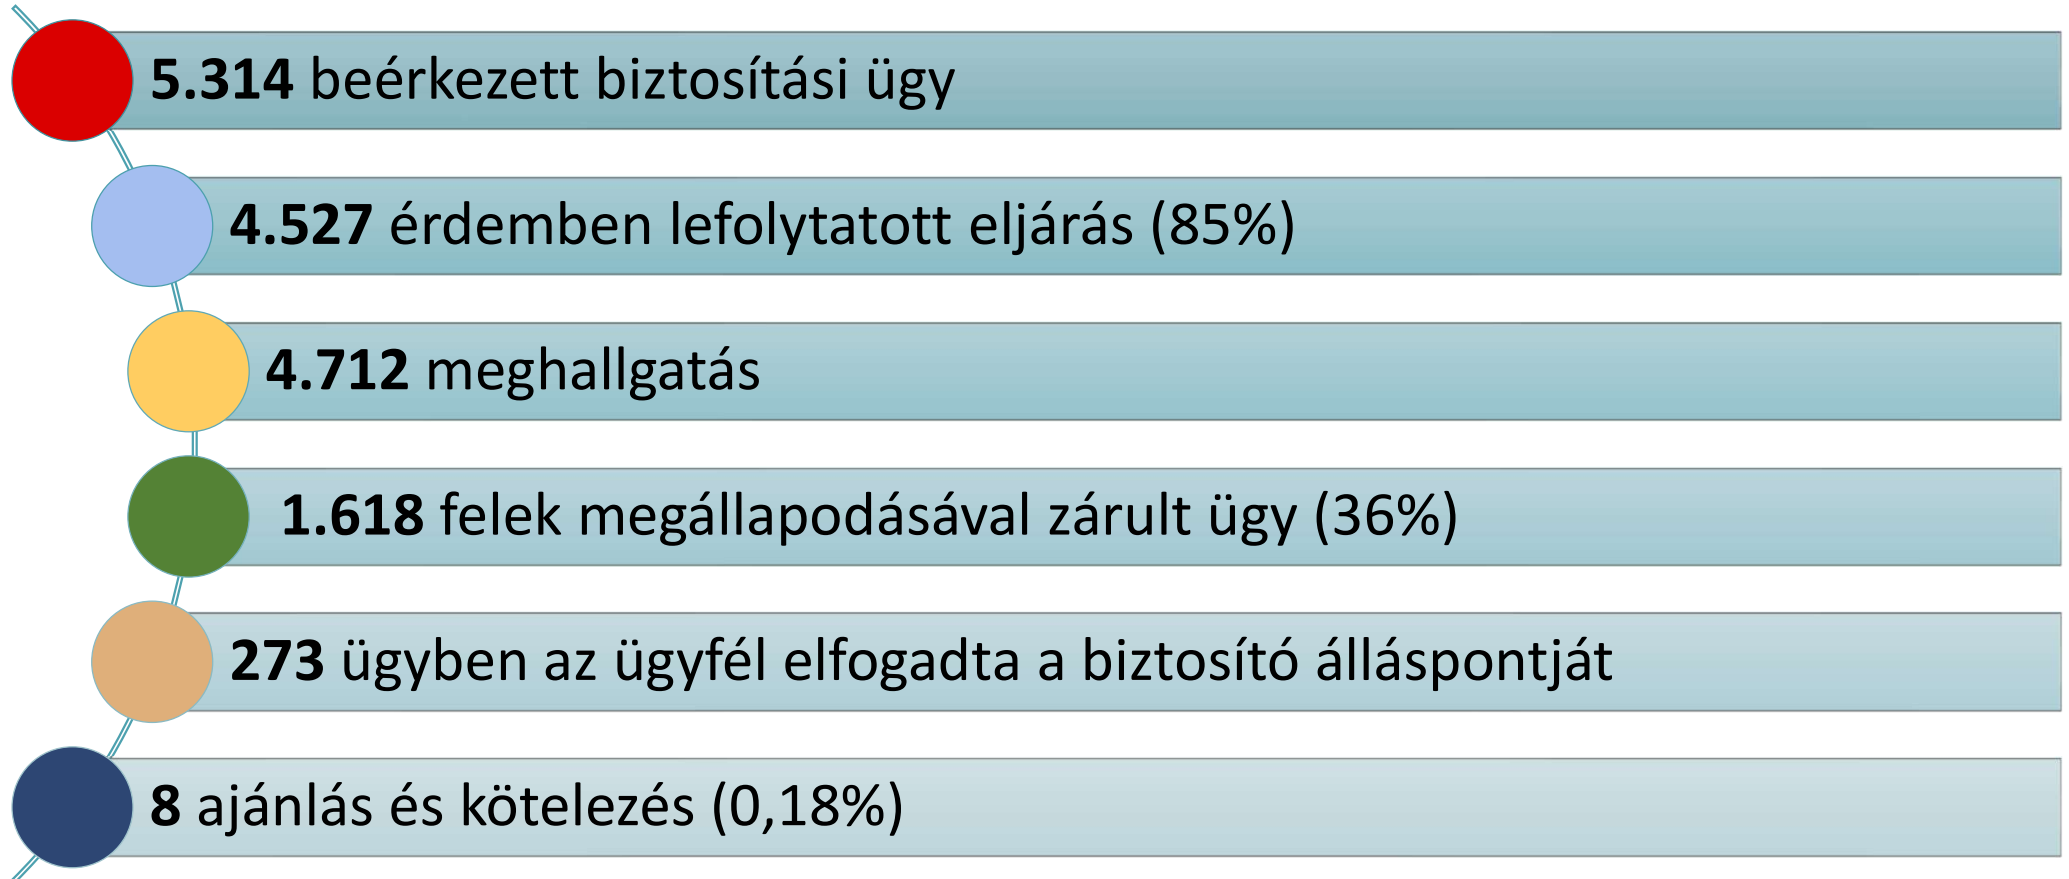 5.314 beérkezett biztosítási ügy
4.527 érdemben lefolytatott eljárás (85%)
4.712 meghallgatás
1.618 felek megállapodásával zárult ügy (36%)
273 ügyben az ügyfél elfogadta a biztosító álláspontját
8 ajánlás és kötelezés (0,18%)